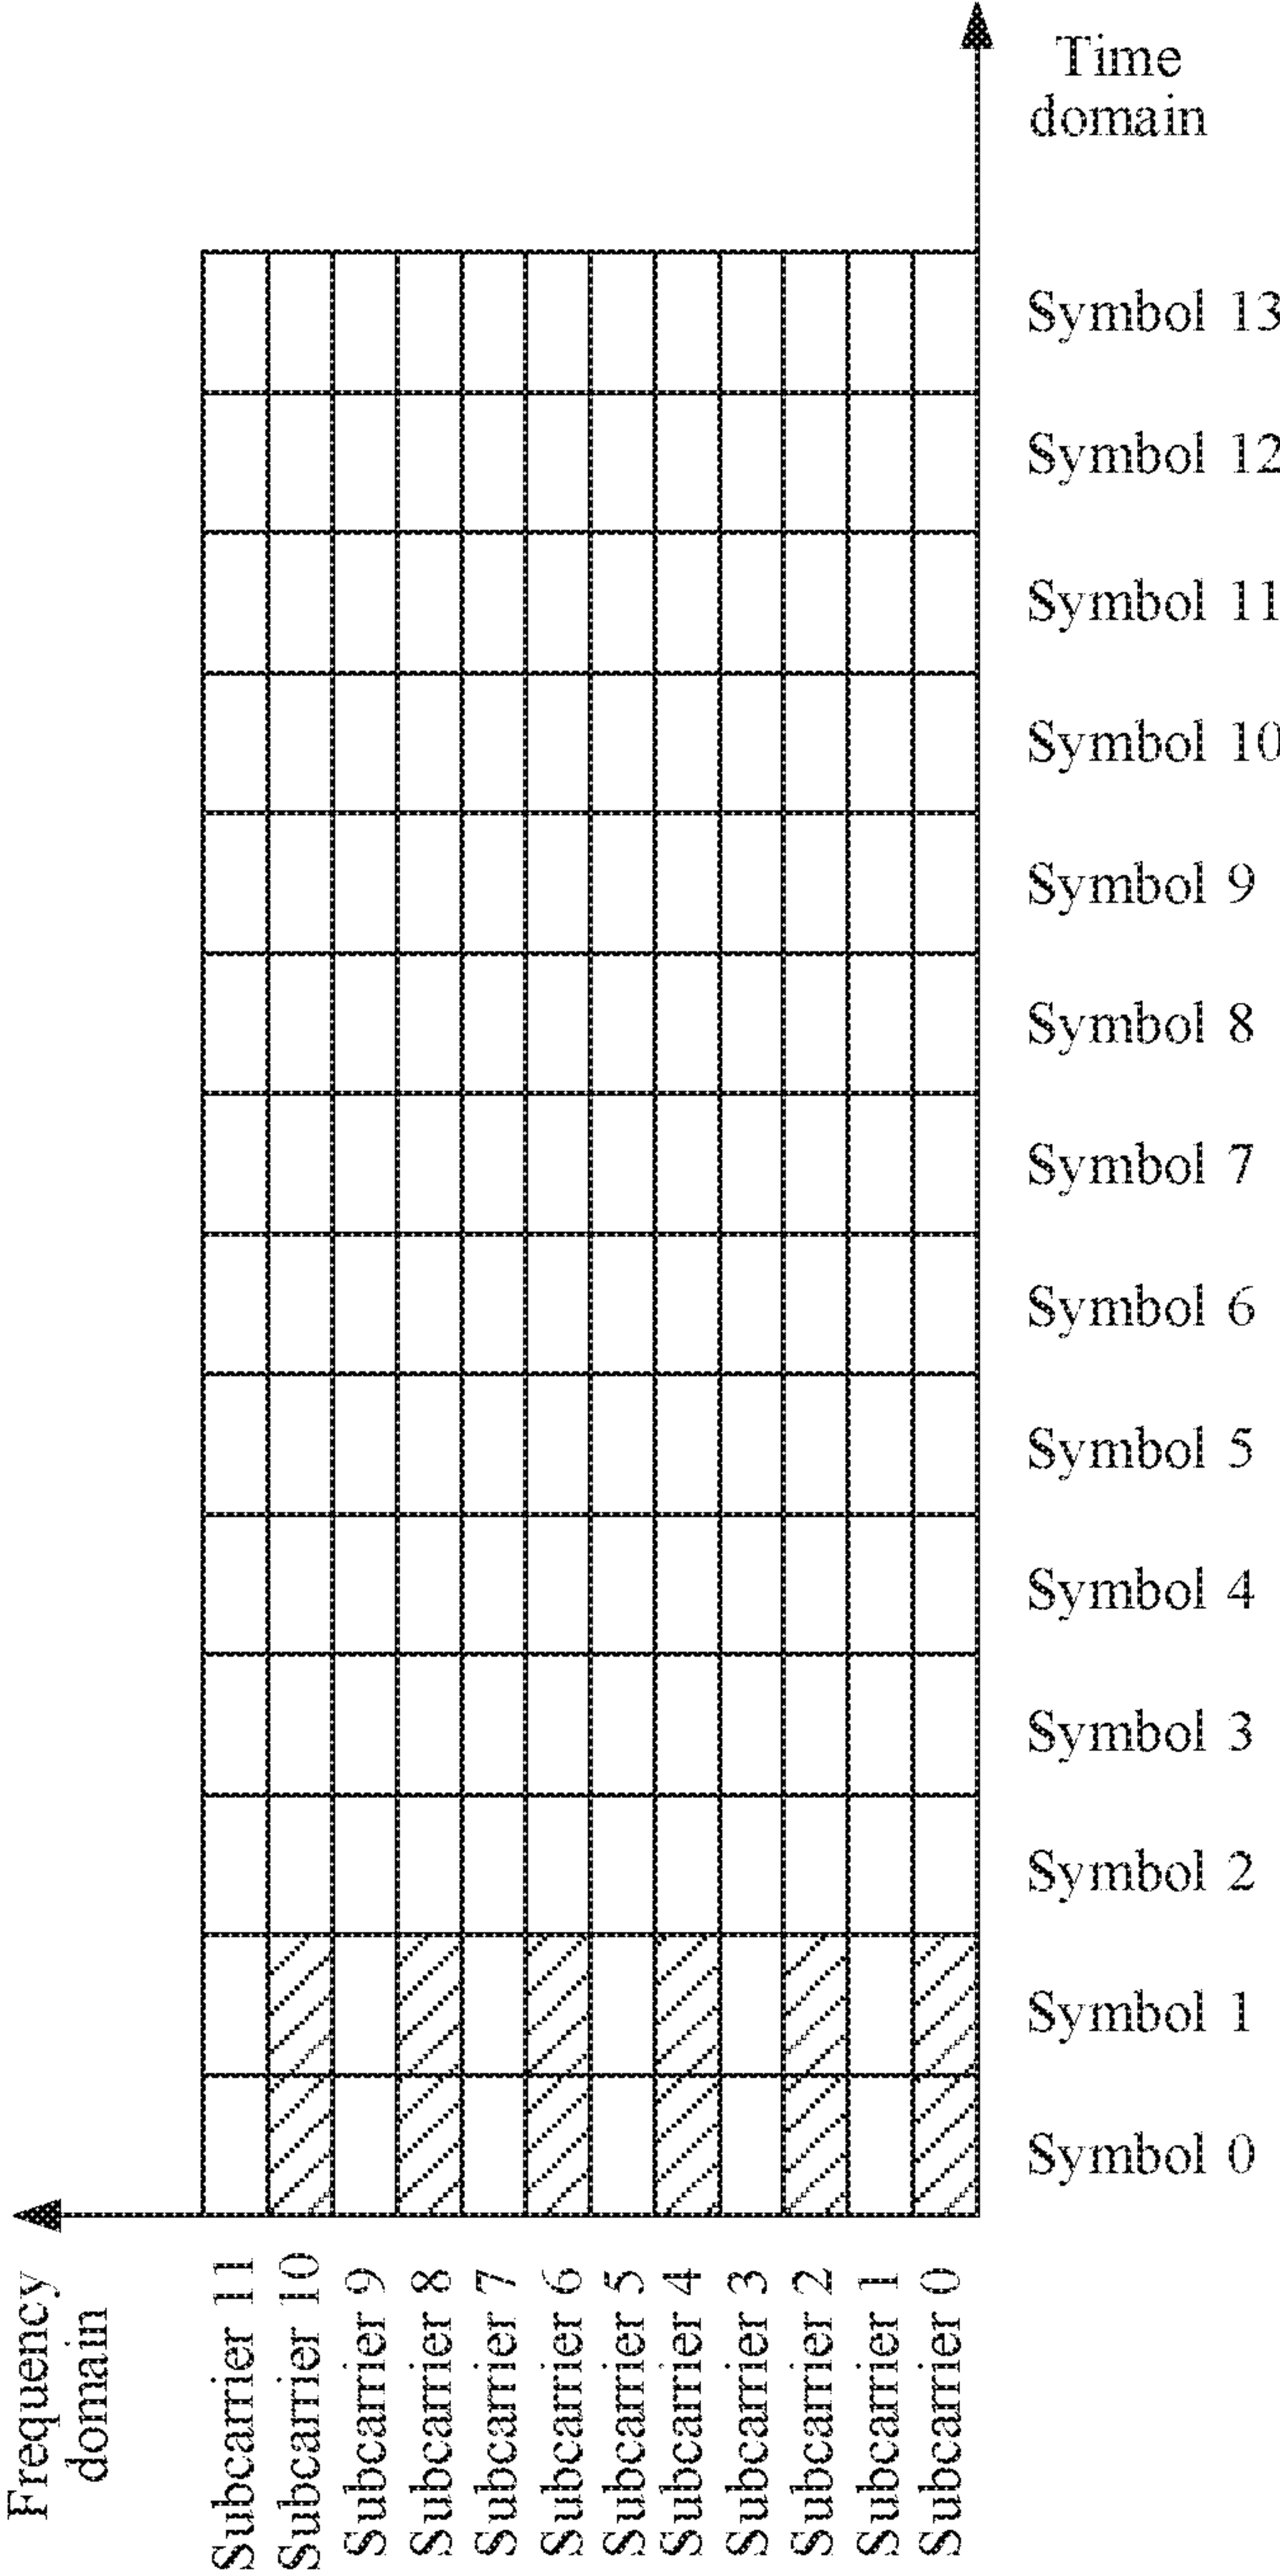 Time
domain
Symbol 13
Symbol 12
Symbol 11
Symbol 10
Symbol 9
Symbol 8
Symbol 7
Symbol 6
Symbol 5
Symbol 4
Symbol 3
Symbol 2
Symbol 1
Symbol 0
Frequency
domain
Subcarrier 11
Subcarrier 10
Subcarrier 9
Subcarrier 8
Subcarrier 7
Subcarrier 6
Subcarrier 5
Subcarrier 4
Subcarrier 3
Subcarrier 2
Subcarrier 1
Subcarrier 0